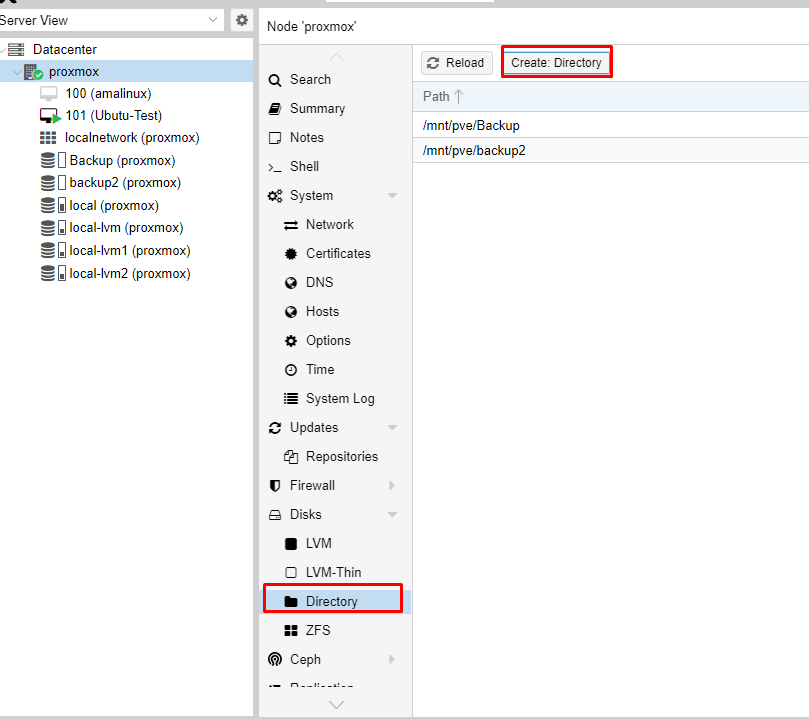 Server View
Node 'proxmox'
Datacenter
proxmox
100 (amalinux)
101 (Ubutu-Test)
localnetwork (proxmox)
Backup (proxmox)
backup2 (proxmox)
local (proxmox)
local-lvm (proxmox)
local-lvm1 (proxmox)
local-lvm2 (proxmox)
Search
Summary
Notes
Shell
System
Network
Certificates
DNS
Hosts
Options
Time
System Log
Updates
Repositories
Firewall
Disks
LVM
LVM-Thin
Directory
ZFS
Ceph
Replication
Reload
Create: Directory
Path
/mnt/pve/Backup
/mnt/pve/backup2